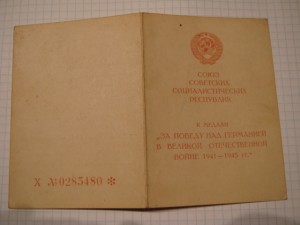 СОЮЗ
СОВЕТСКИХ
СОЦИАЛИСТИЧЕСКИХ
РЕСПУБЛИК
К МЕДАЛИ
„ЗА ПОБЕДУ НАД ГЕРМАНИЕЙ
В ВЕЛИКОЙ ОТЕЧЕСТВЕННОЙ
ВОЙНЕ 1941—1945 гг."
Х №0285480 *